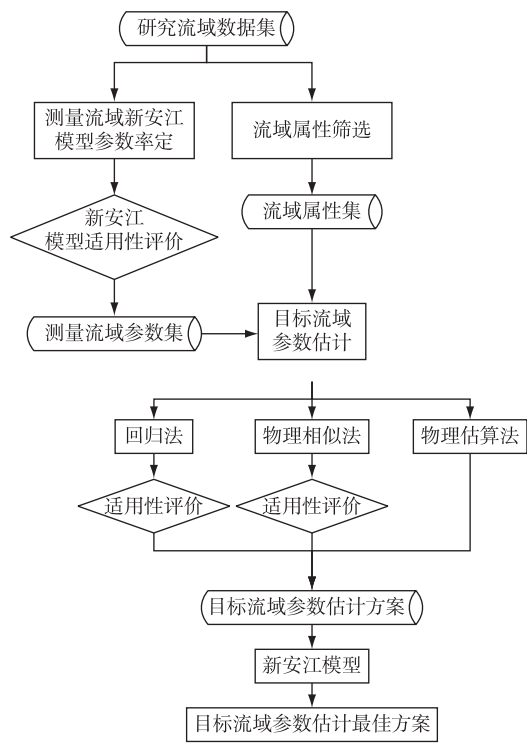 研究流域数据集
测量流域新安江
模型参数率定
流域属性筛选
新安江
模型适用性评价
流域属性集
测量流域参数集
目标流域
参数估计
回归法
物理相似法
物理估算法
适用性评价
适用性评价
目标流域参数估计方案
新安江模型
目标流域参数估计最佳方案